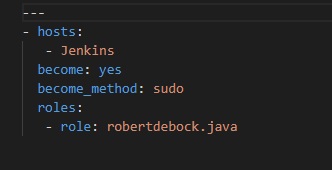 ---
- hosts:
    - Jenkins
  become: yes
  become_method: sudo
  roles:
    - role: robertdebock.java